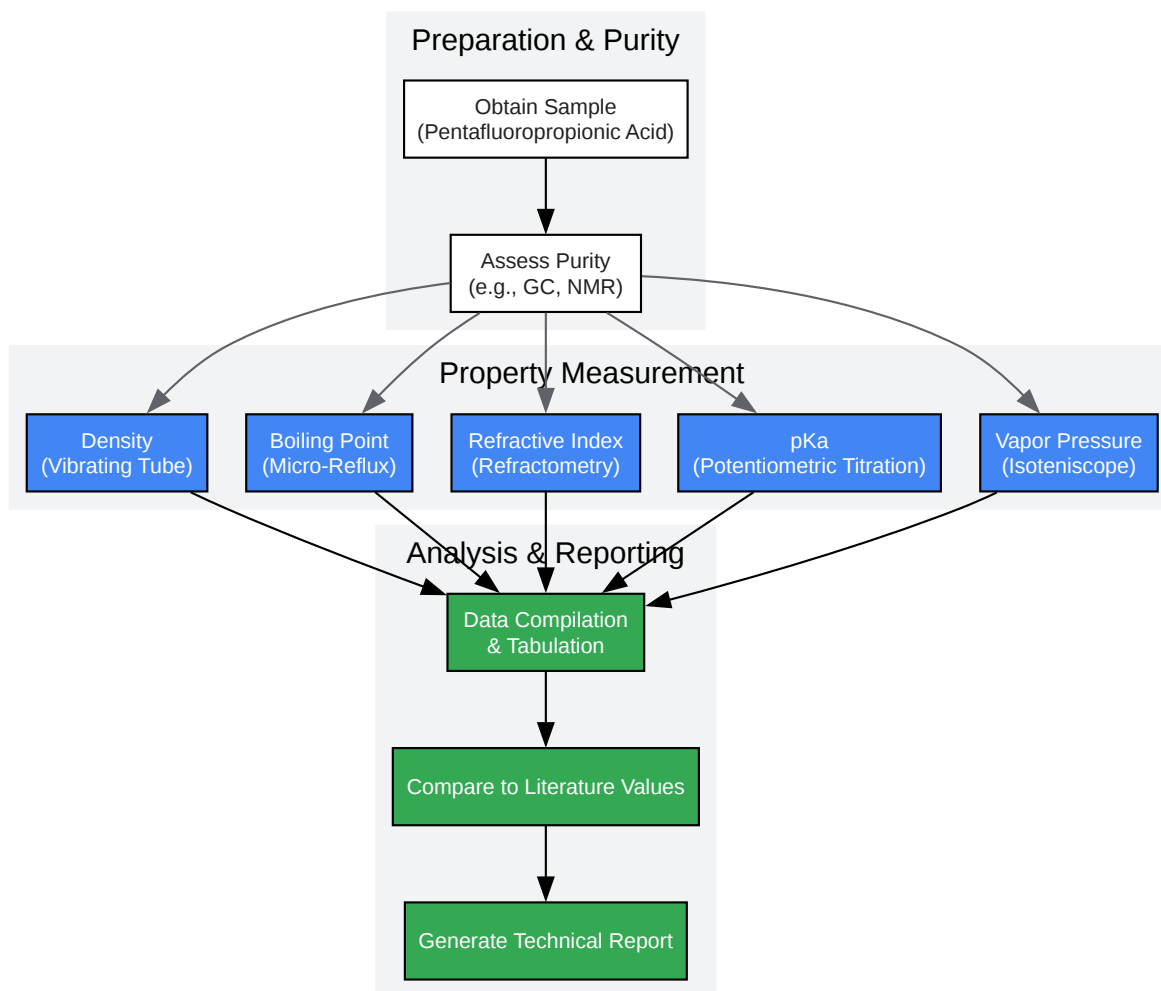 Preparation & Purity
Obtain Sample
(Pentafluoropropionic Acid)
Assess Purity
(e.g., GC, NMR)
Property Measurement
Density
(Vibrating Tube)
Boiling Point
(Micro-Reflux)
Refractive Index
(Refractometry)
pKa
(Potentiometric Titration)
Vapor Pressure
(Isoteniscope)
Analysis & Reporting
Data Compilation
& Tabulation
Compare to Literature Values
Generate Technical Report